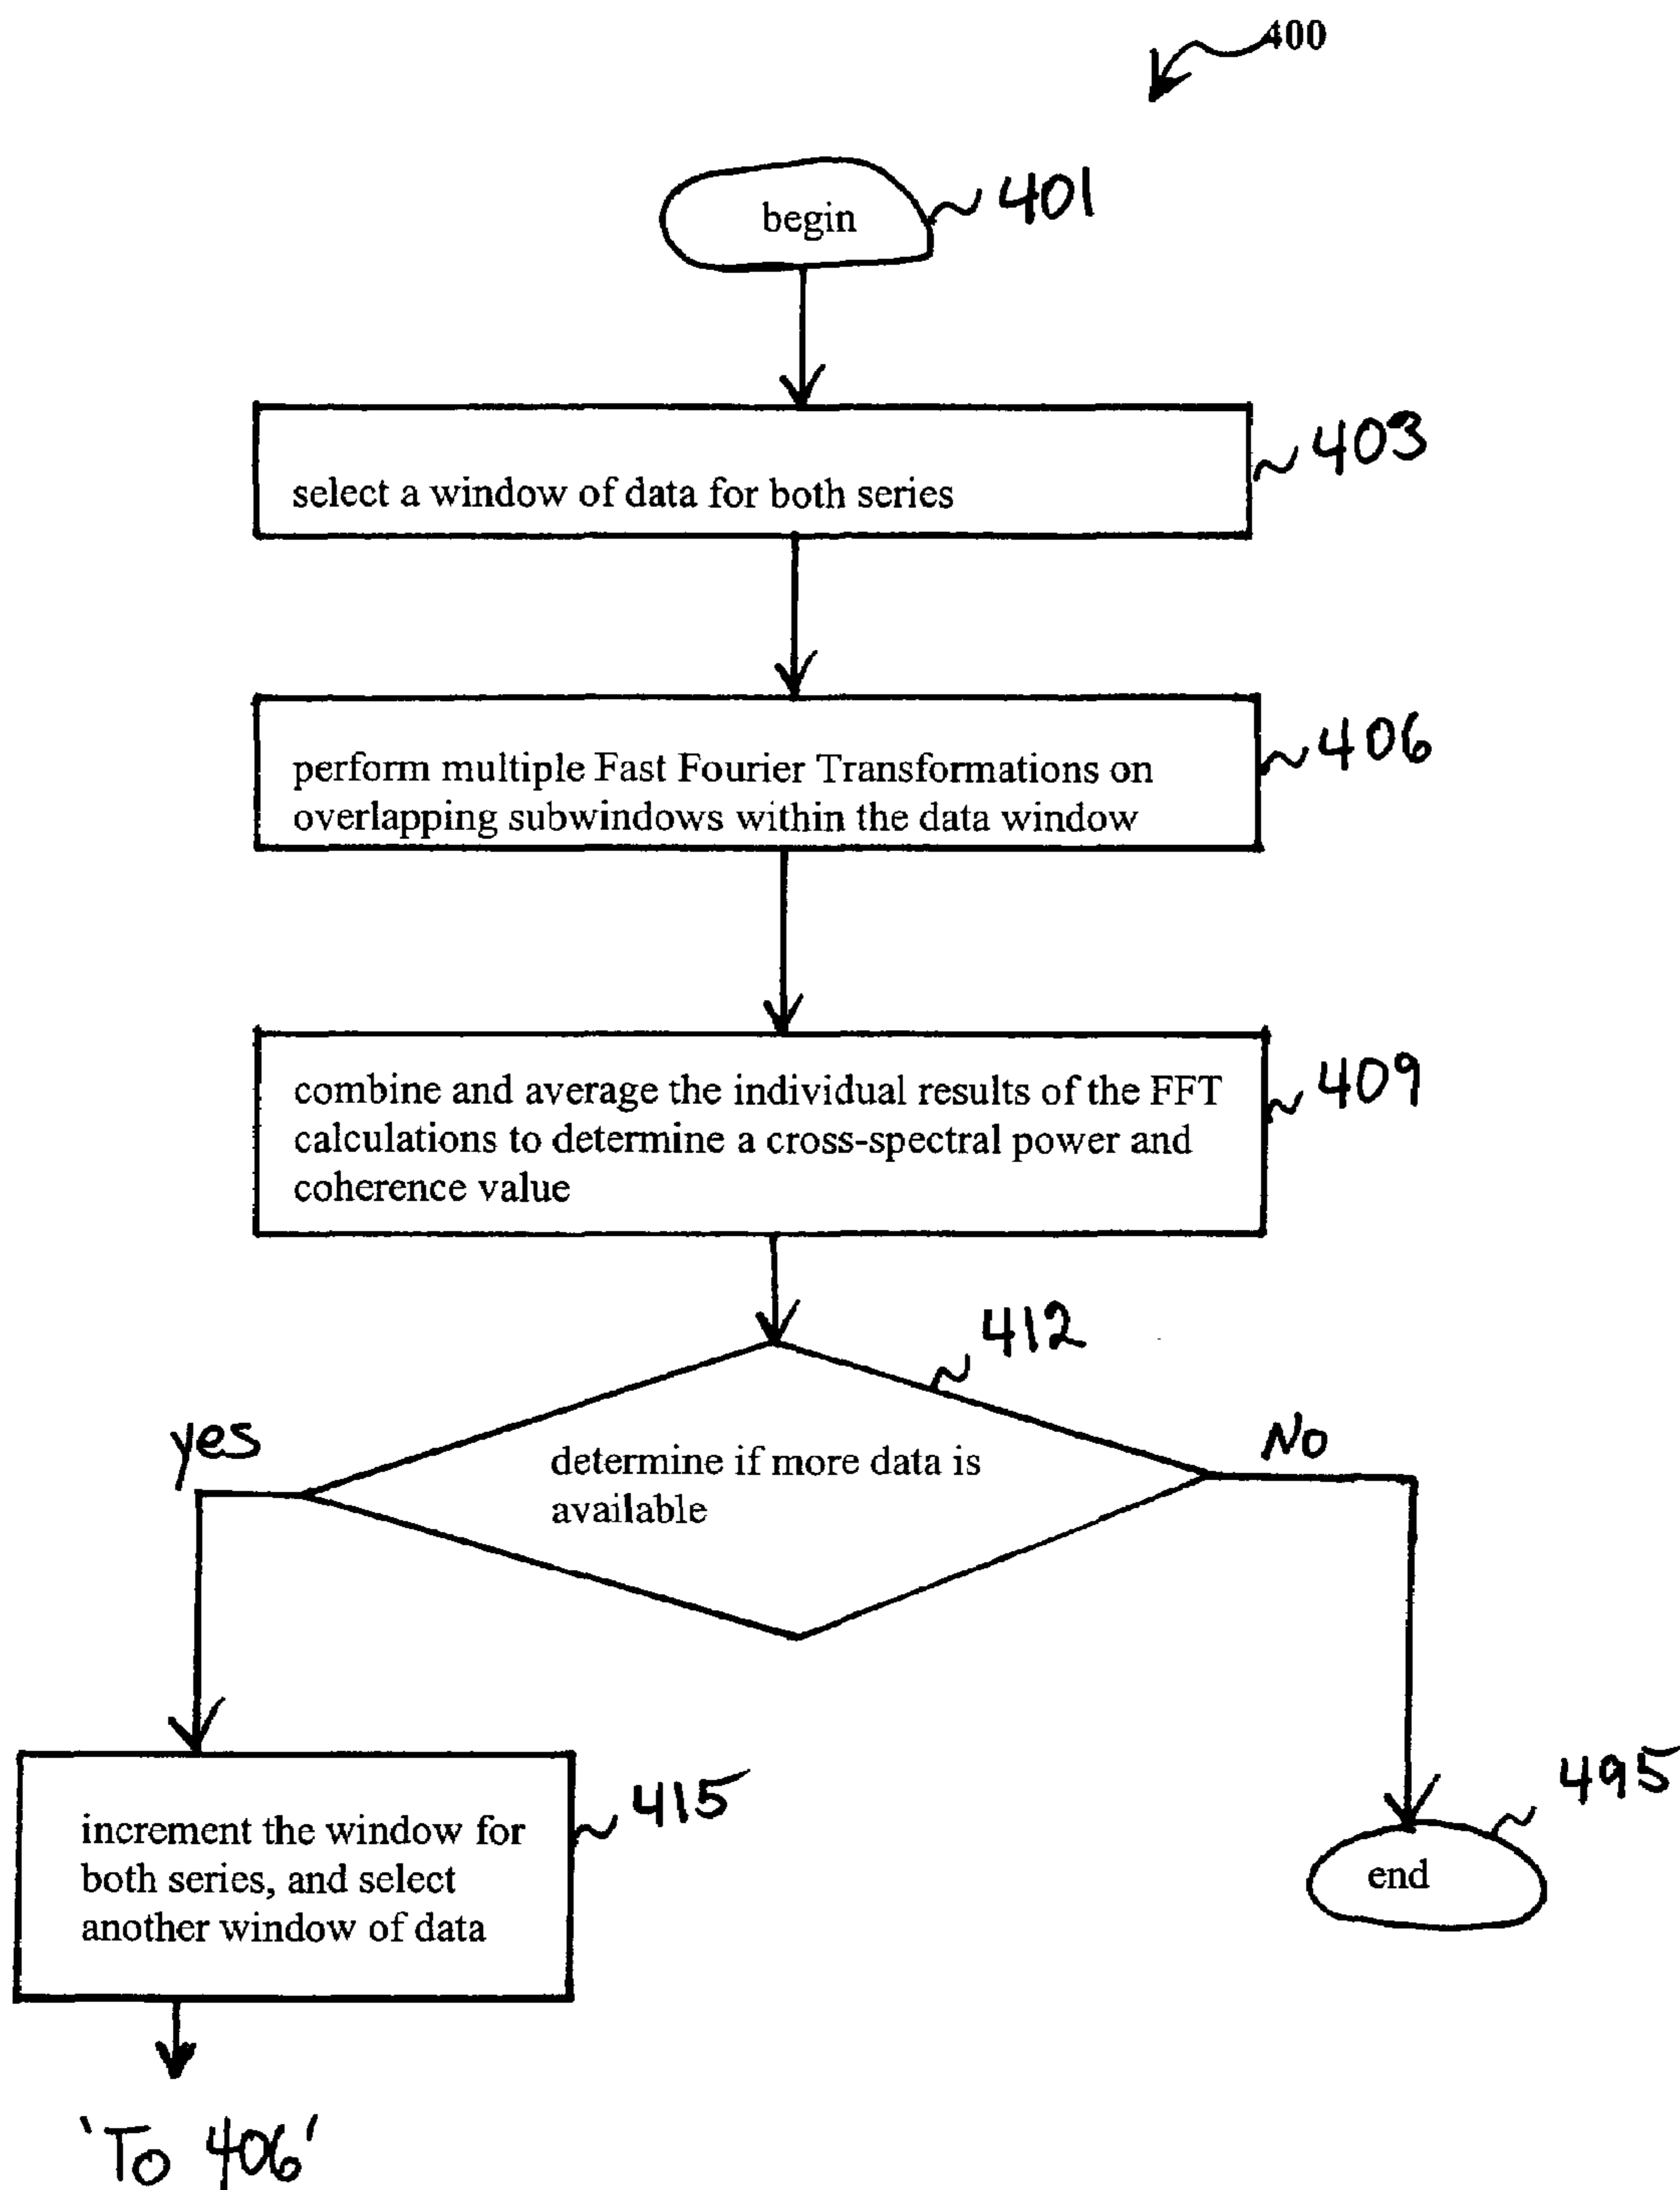 400
begin
401
403
select a window of data for both series
406
perform multiple Fast Fourier Transformations on
overlapping subwindows within the data window
409
combine and average the individual results of the FFT
calculations to determine a cross-spectral power and
coherence value
412
yes
No
determine if more data is
available
415
increment the window for
both series, and select
another window of data
495
end
'To 406'